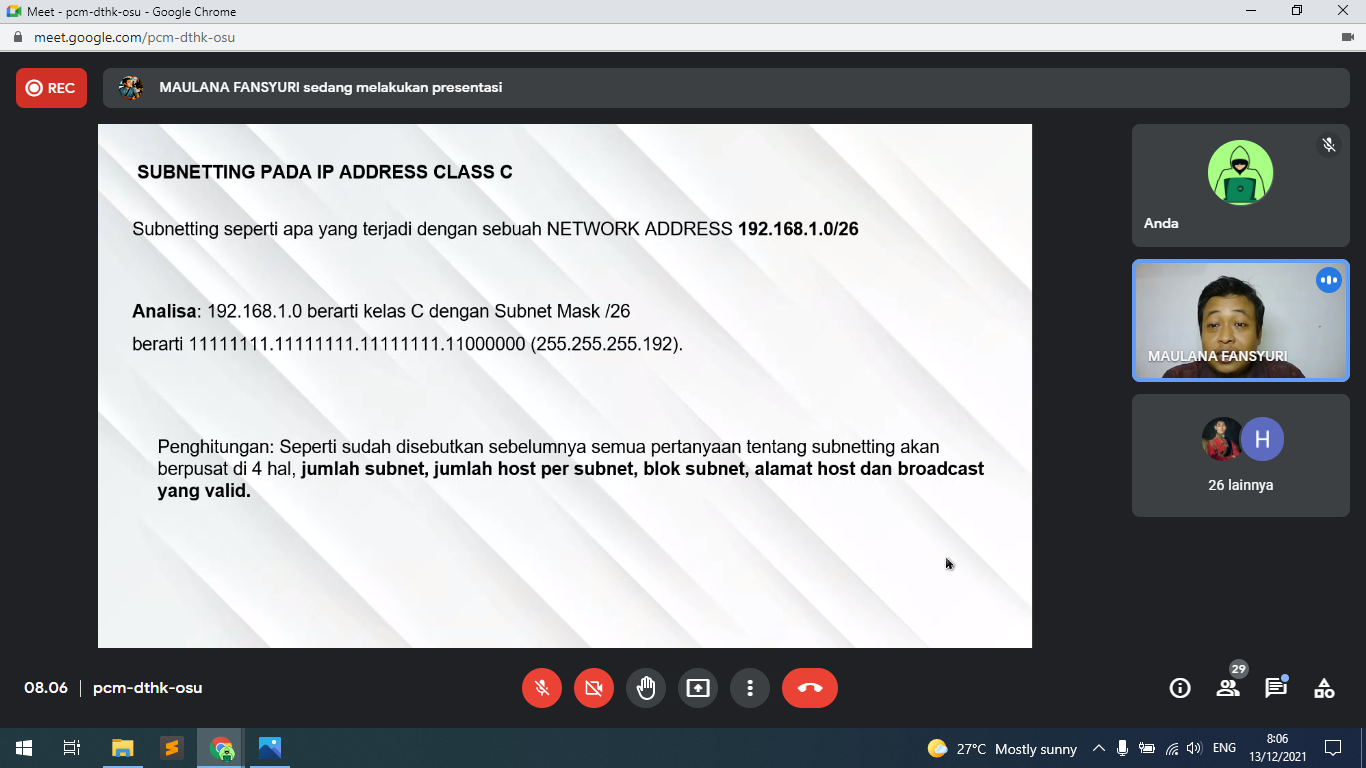 Meet - pcm-dthk-osu - Google Chrome
meet.google.com/pcm-dthk-osu
REC
MAULANA FANSYURI sedang melakukan presentasi
SUBNETTING PADA IP ADDRESS CLASS C
Subnetting seperti apa yang terjadi dengan sebuah NETWORK ADDRESS 192.168.1.0/26
Analisa: 192.168.1.0 berarti kelas C dengan Subnet Mask /26
berarti 11111111.11111111.11111111.11000000 (255.255.255.192).
Penghitungan: Seperti sudah disebutkan sebelumnya semua pertanyaan tentang subnetting akan
berpusat di 4 hal, jumlah subnet, jumlah host per subnet, blok subnet, alamat host dan broadcast
yang valid.
Anda
MAULANA FANSYURI
H
26 lainnya
08.06
pcm-dthk-osu
29
27°C Mostly sunny
ENG
8:06
13/12/2021